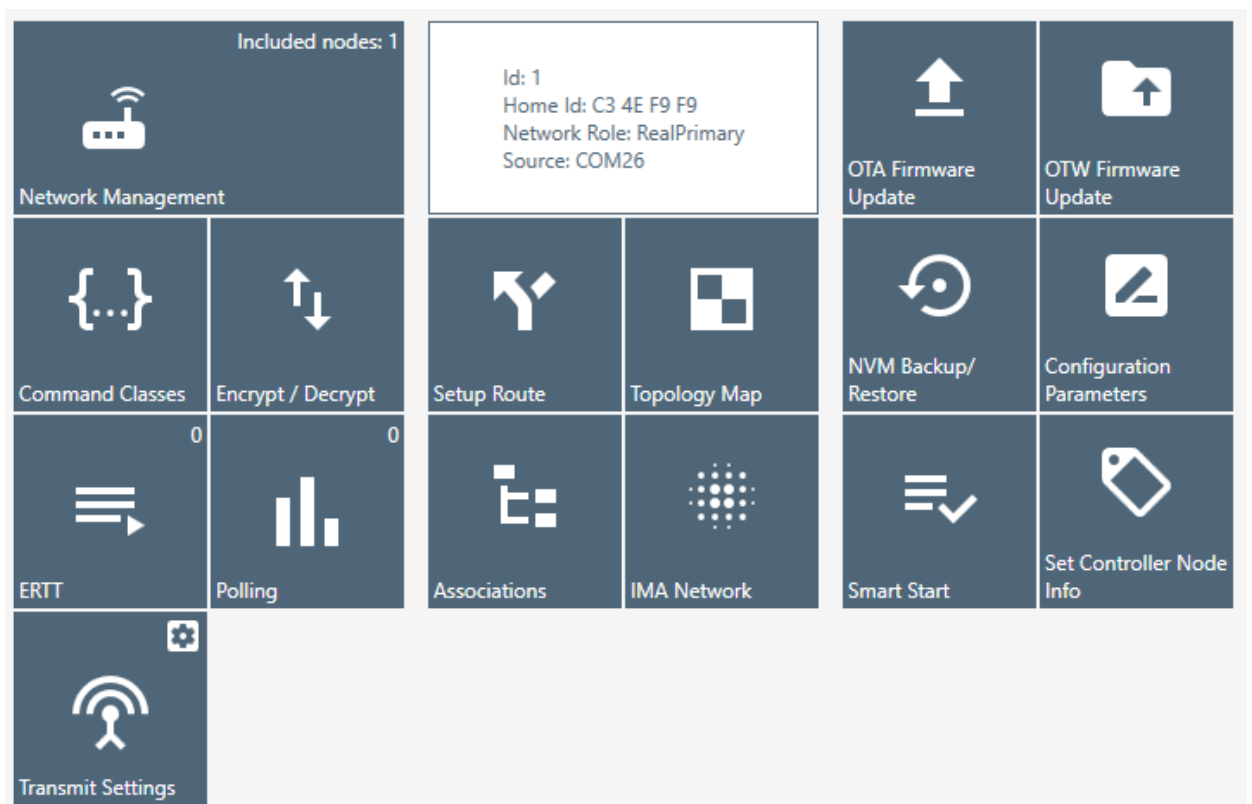 Included nodes: 1
Network Management
Id: 1
Home Id: C3 4E F9 F9
Network Role: RealPrimary
Source: COM26
OTA Firmware
Update
OTW Firmware
Update
{...}
Command Classes
Encrypt / Decrypt
Setup Route
Topology Map
NVM Backup/
Restore
Configuration
Parameters
0
ERTT
0
Polling
Associations
IMA Network
Smart Start
Set Controller Node
Info
Transmit Settings